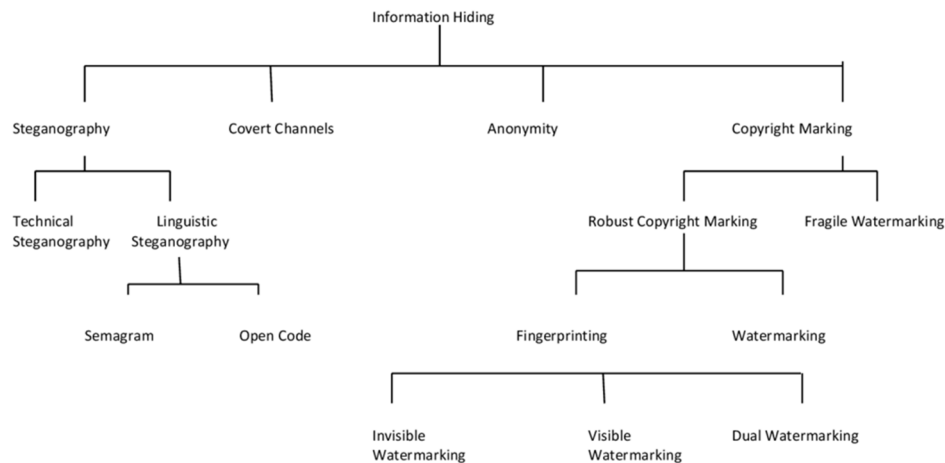 Information Hiding
Steganography
Covert Channels
Anonymity
Copyright Marking
Technical
Steganography
Linguistic
Steganography
Robust Copyright Marking
Fragile Watermarking
Semagram
Open Code
Fingerprinting
Watermarking
Invisible
Watermarking
Visible
Watermarking
Dual Watermarking